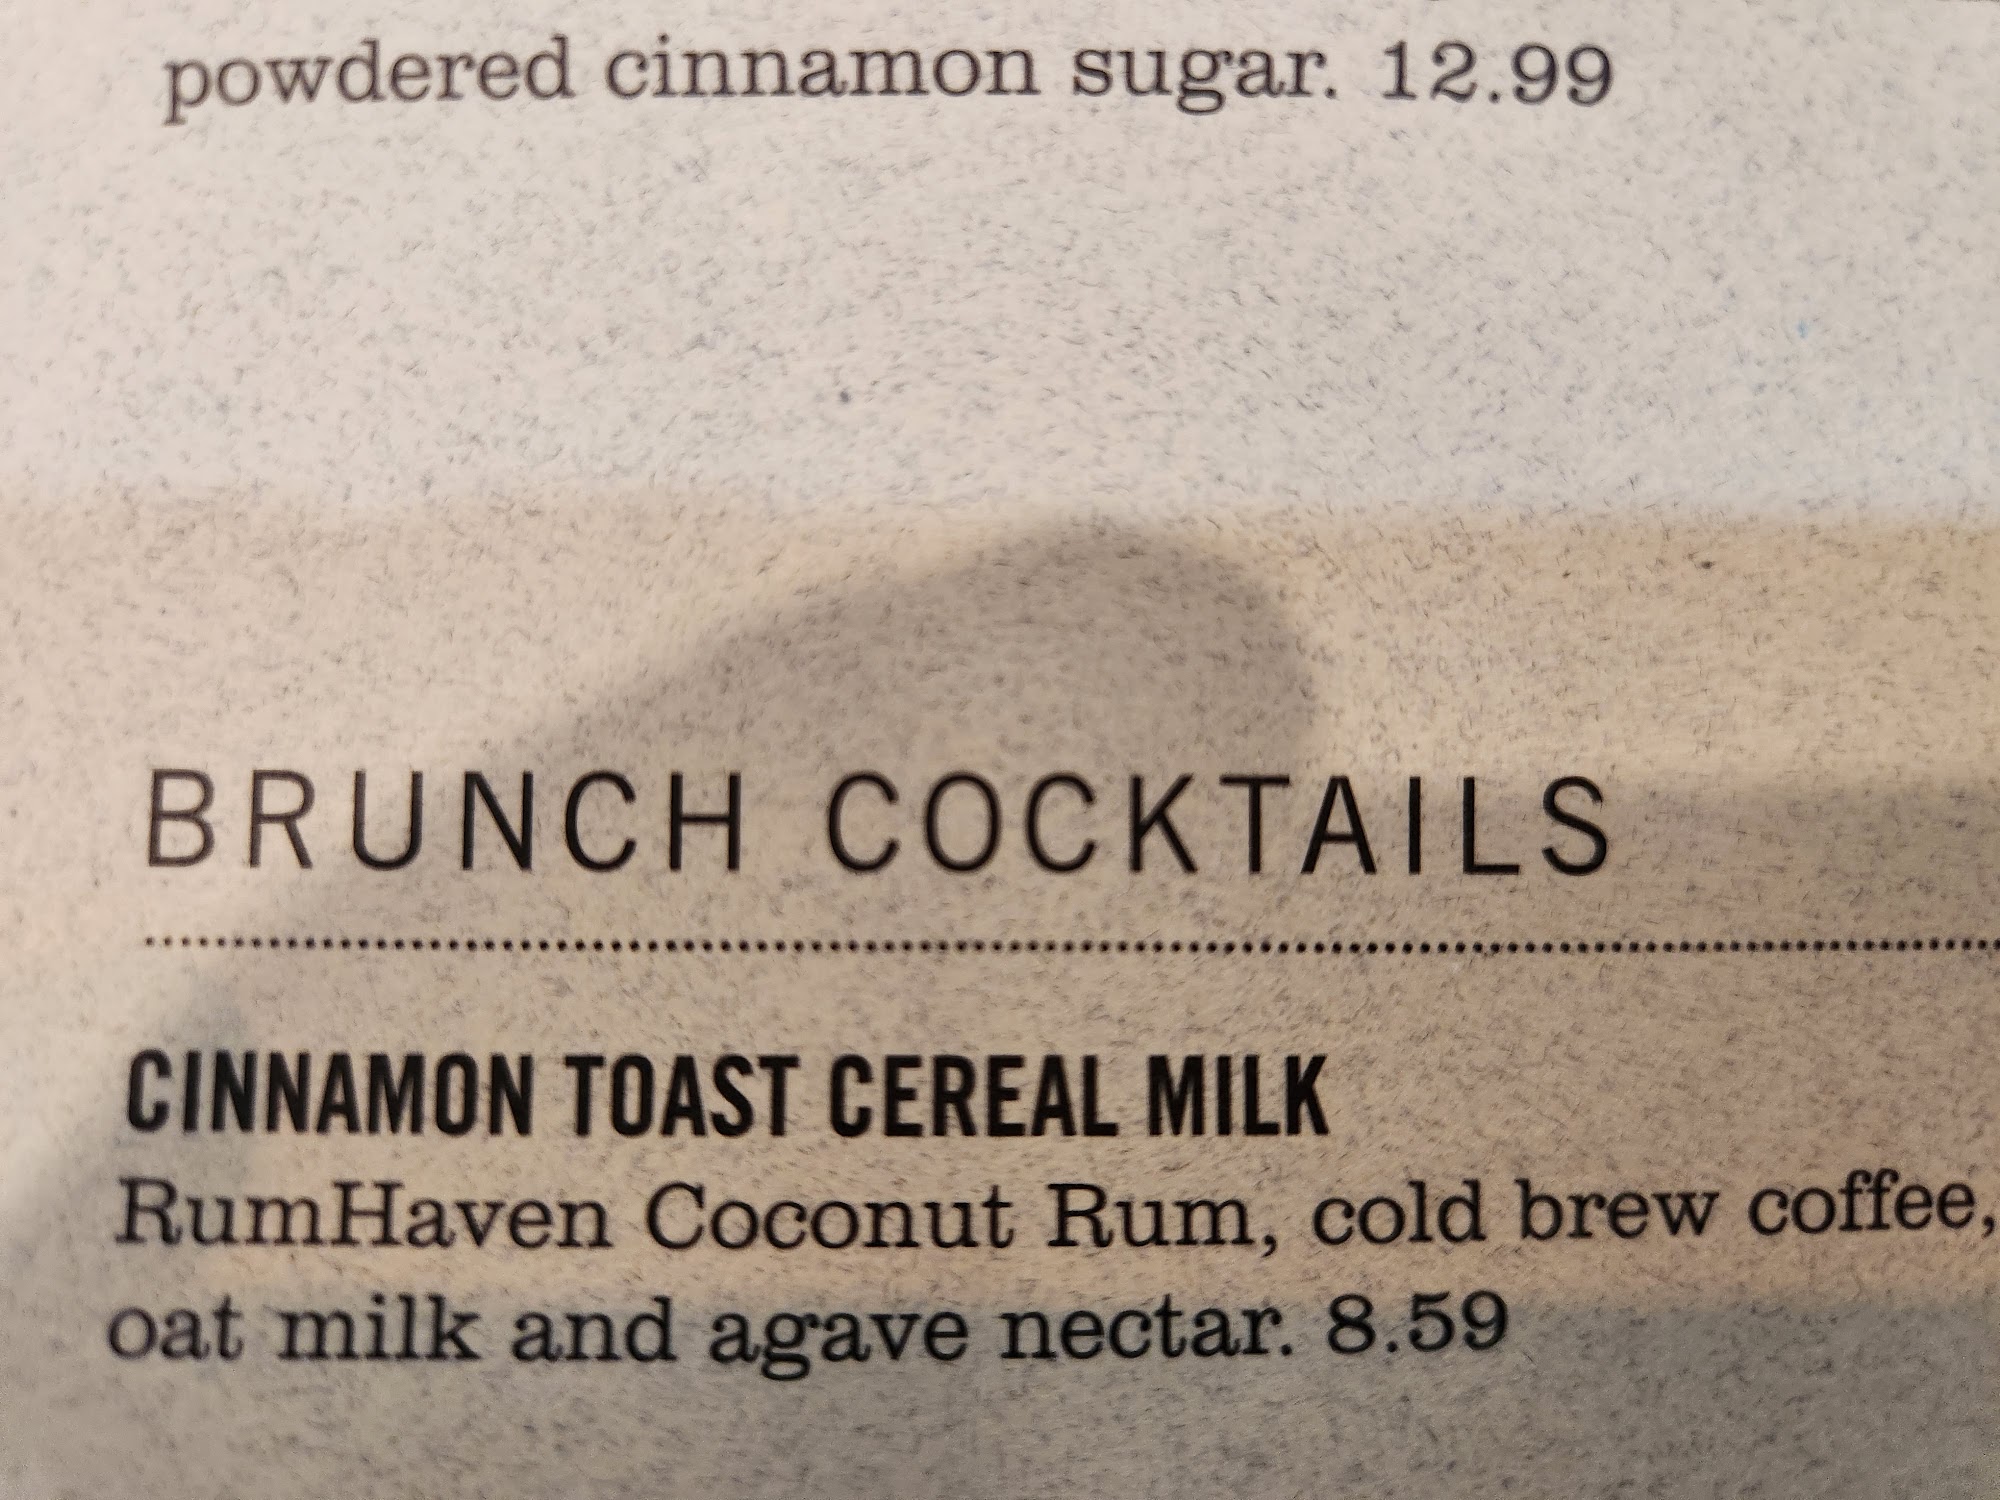 powdered cinnamon sugar. 12.99
BRUNCH COCKTAILS
CINNAMON TOAST CEREAL MILK
RumHaven Coconut Rum, cold brew coffee,
oat milk and agave nectar. 8.59